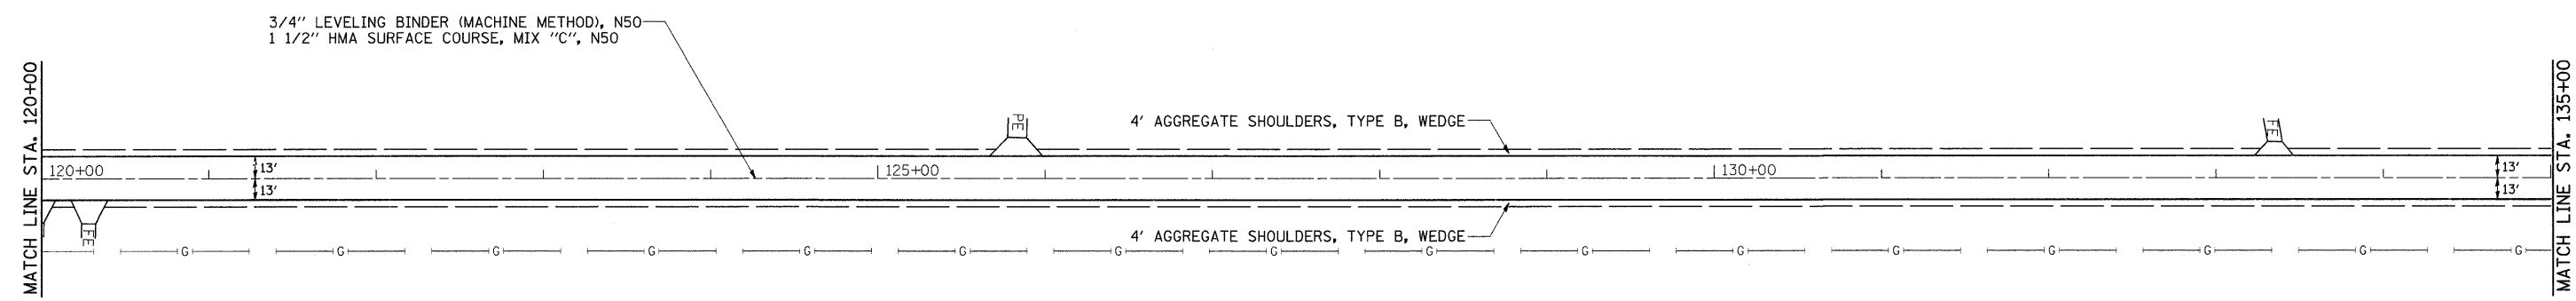 3/4" LEVELING BINDER (MACHINE METHOD), N50
1 1/2" HMA SURFACE COURSE, MIX "C", N50
MATCH LINE STA. 120+00
MATCH LINE STA. 135+00
PE
4' AGGREGATE SHOULDERS, TYPE B, WEDGE
FE
120+00
13'
125+00
130+00
13'
13'
13'
FE
4' AGGREGATE SHOULDERS, TYPE B, WEDGE
G G G G G G G G G G G G G G G G